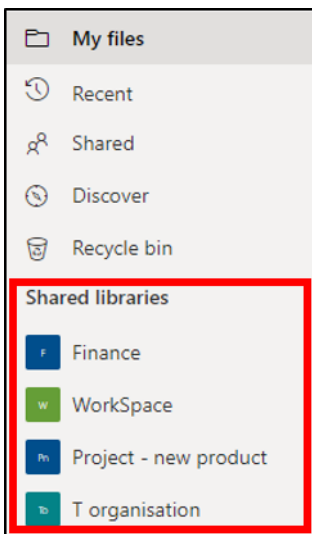 My files
Recent
Shared
Discover
Recycle bin
Shared libraries
F Finance
W WorkSpace
Pn Project - new product
To T organisation